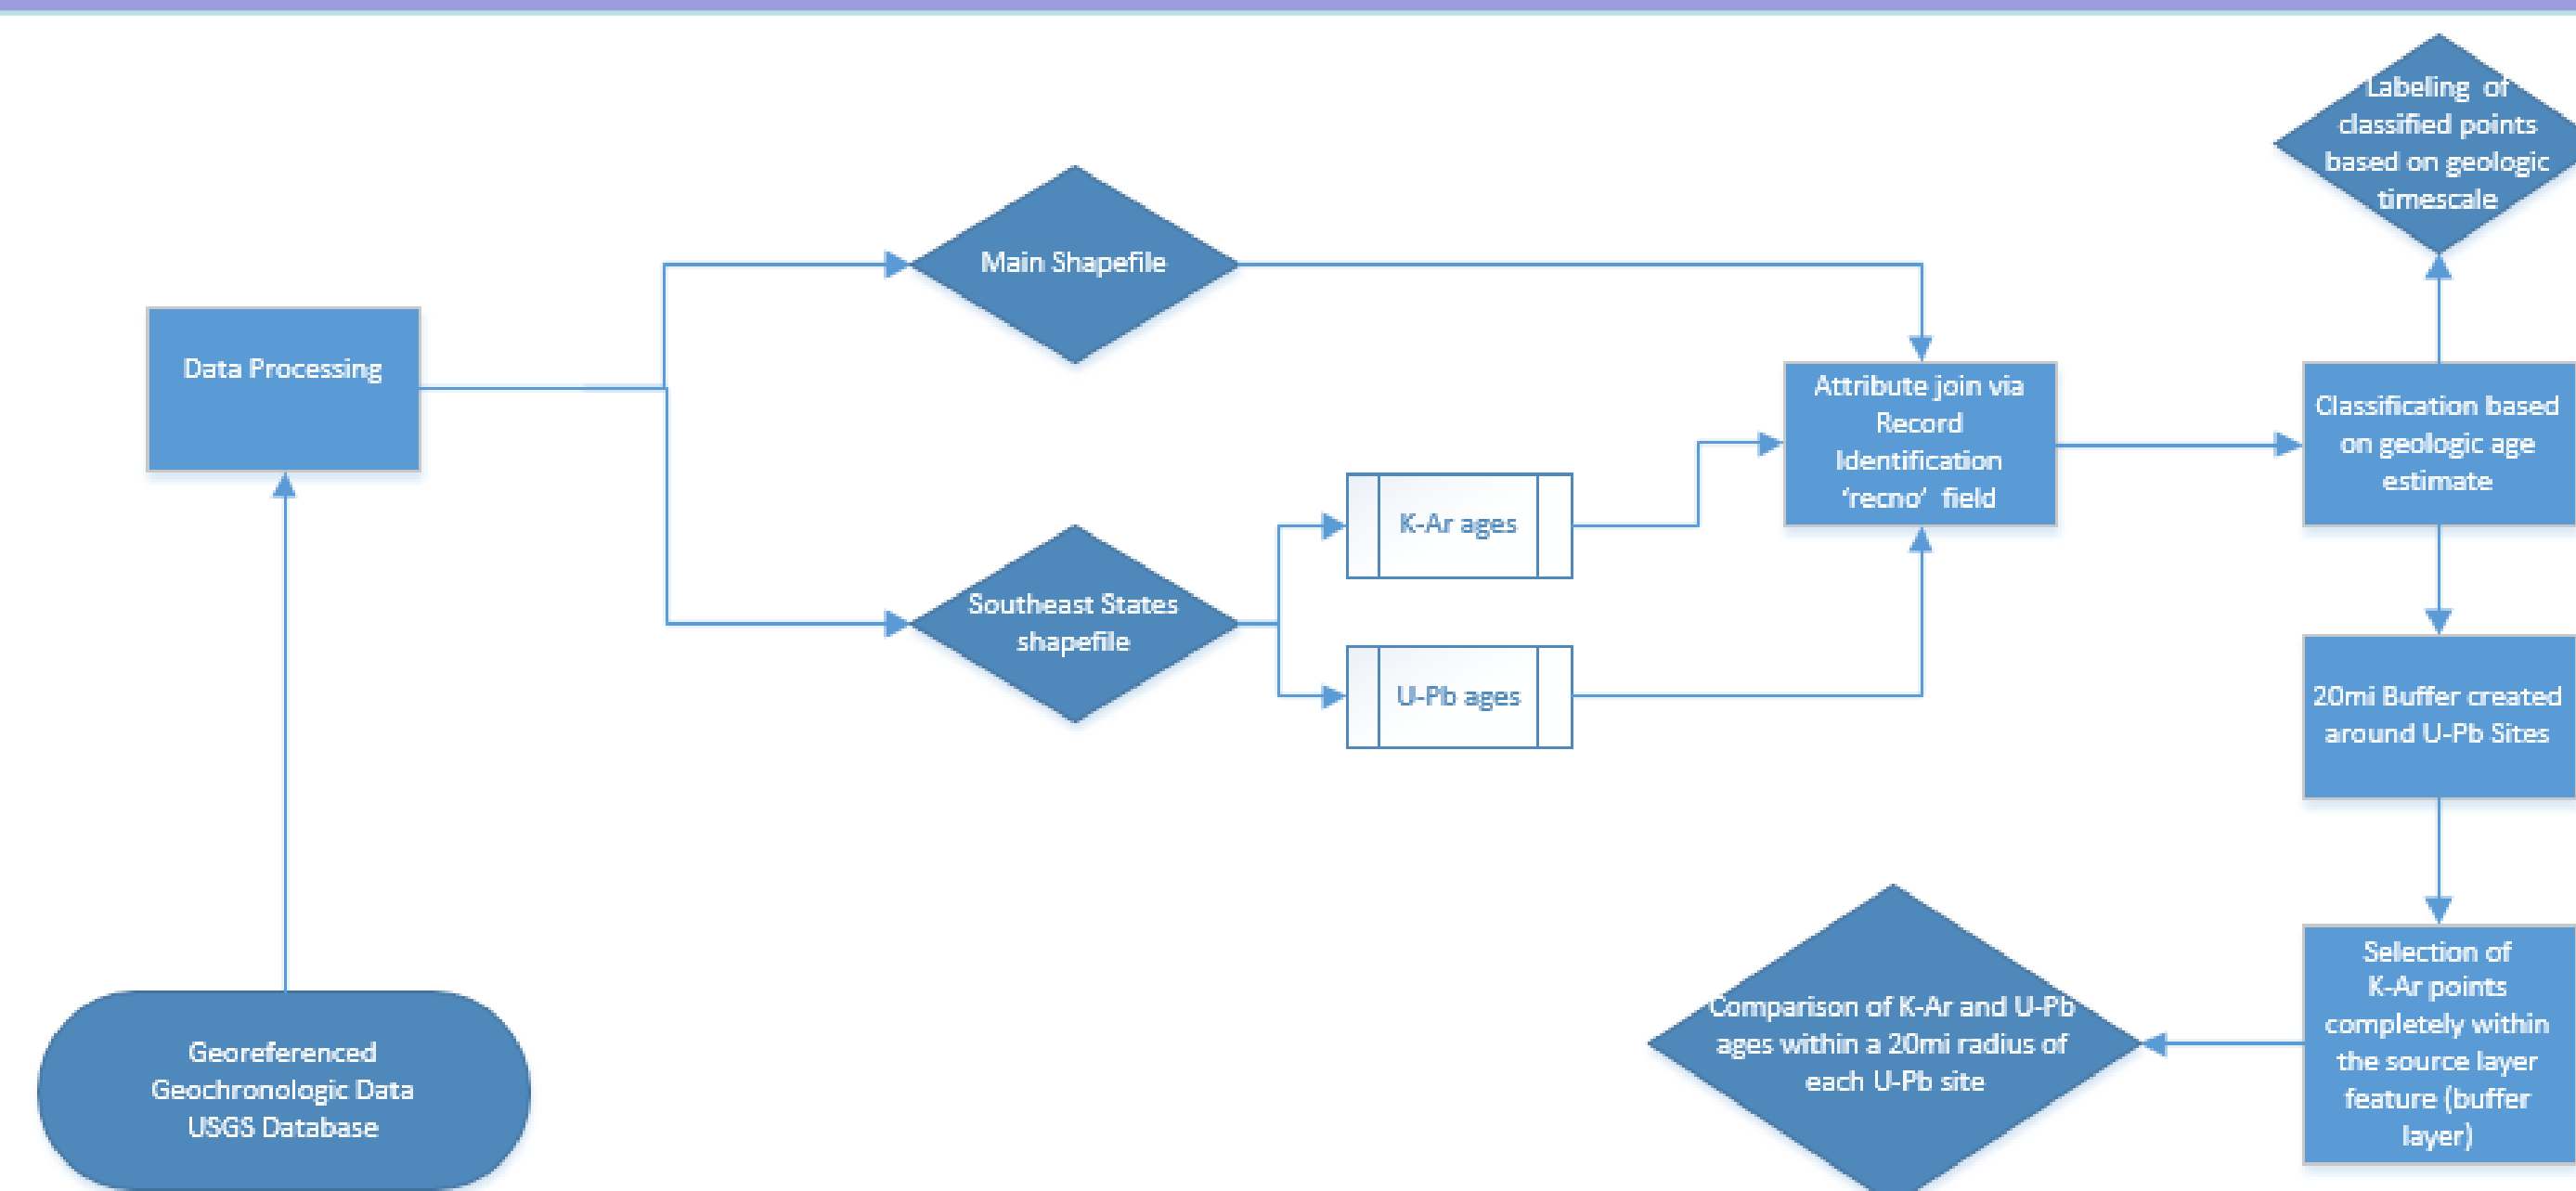 Labeling of
classified points
based on geologic
timescale
Main Shapefile
Data Processing
Attribute join via
Record
Identification
‘recno’ field
Classification based
on geologic age
estimate
K-Ar ages
Southeast States
shapefile
U-Pb ages
20mi Buffer created
around U-Pb Sites
Selection of
K-Ar points
completely within
the source layer
feature (buffer
layer)
Comparison of K-Ar and U-Pb
ages within a 20mi radius of
each U-Pb site
Georeferenced
Geochronologic Data
USGS Database